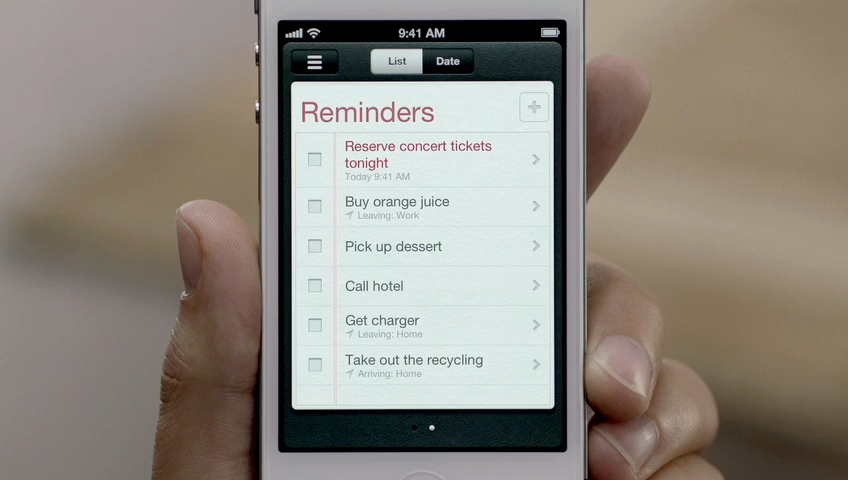 9:41 AM
List
Date
Reminders
Reserve concert tickets
tonight
Today 9:41 AM
Buy orange juice
Leaving: Work
Pick up dessert
Call hotel
Get charger
Leaving: Home
Take out the recycling
Arriving: Home